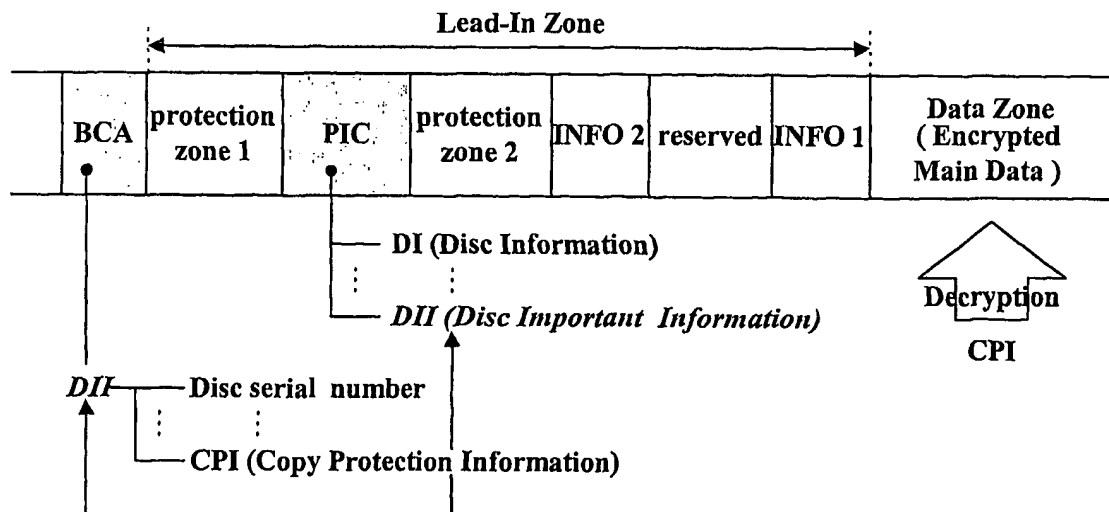 Lead-In Zone
BCA
protection
zone 1
PIC
protection
zone 2
INFO 2
reserved
INFO 1
Data Zone
( Encrypted
Main Data )
DI (Disc Information)
DII (Disc Important Information)
Decryption
CPI
DII
Disc serial number
CPI (Copy Protection Information)